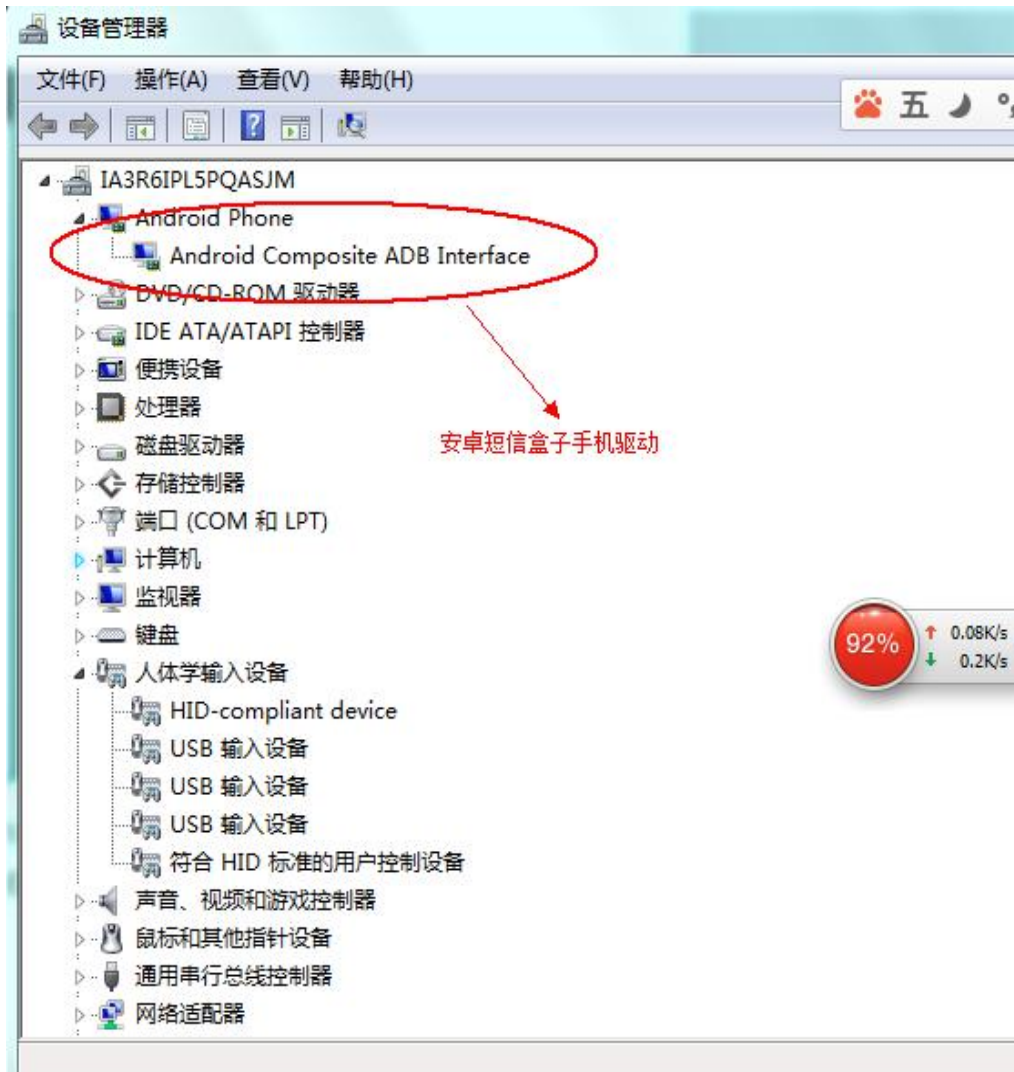 设备管理器
文件(F) 操作(A) 查看(V) 帮助(H)
五
IA3R6IPL5PQASJM
Android Phone
Android Composite ADB Interface
DVD/CD-ROM 驱动器
IDE ATA/ATAPI 控制器
便携设备
处理器
磁盘驱动器
安卓短信盒子手机驱动
存储控制器
端口 (COM 和 LPT)
计算机
监视器
键盘
92%
0.08K/s
0.2K/s
人体学输入设备
HID-compliant device
USB 输入设备
USB 输入设备
USB 输入设备
符合 HID 标准的用户控制设备
声音、视频和游戏控制器
鼠标和其他指针设备
通用串行总线控制器
网络适配器